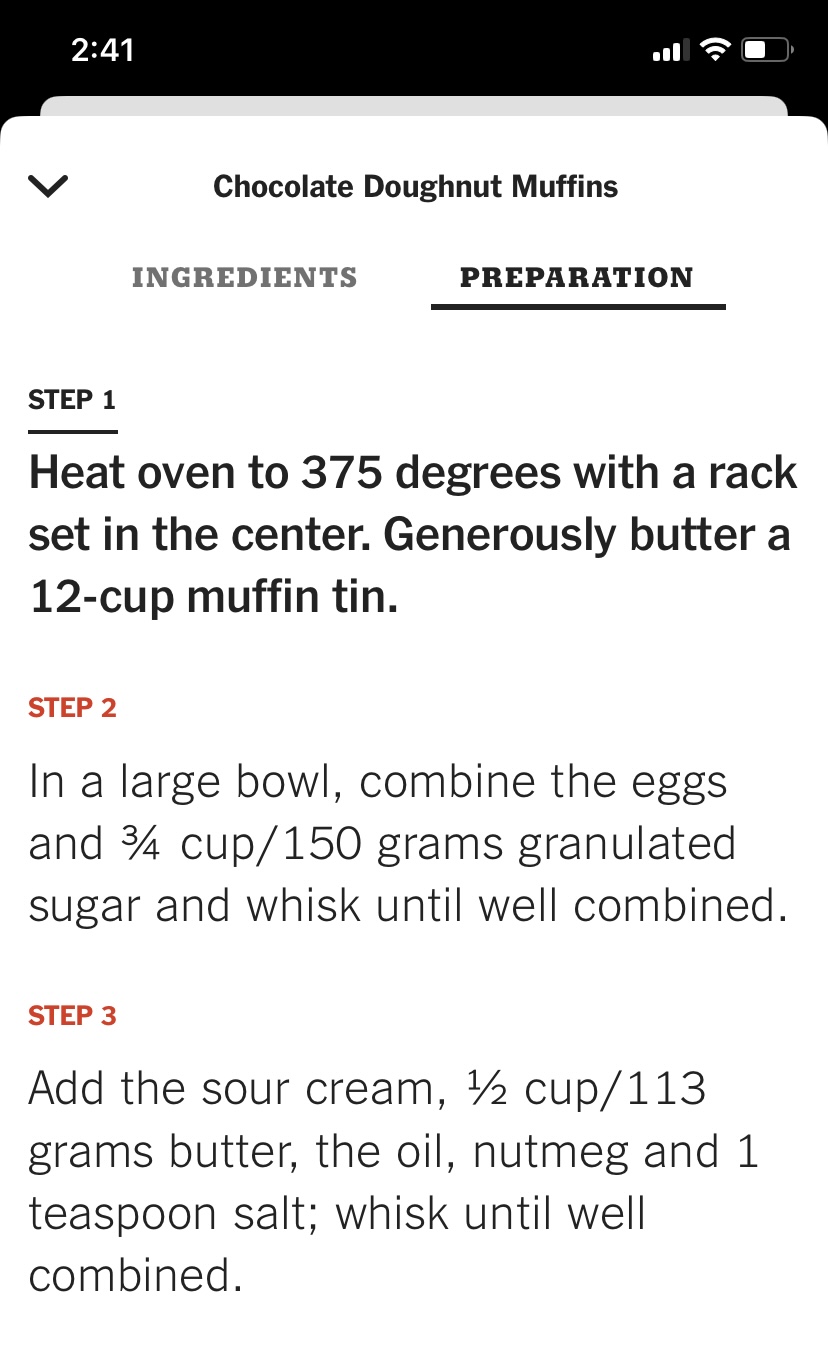 2:41
Chocolate Doughnut Muffins
INGREDIENTS
PREPARATION
STEP 1
Heat oven to 375 degrees with a rack
set in the center. Generously butter a
12-cup muffin tin.
STEP 2
In a large bowl, combine the eggs
and ¾ cup/150 grams granulated
sugar and whisk until well combined.
STEP 3
Add the sour cream, ½ cup/113
grams butter, the oil, nutmeg and 1
teaspoon salt; whisk until well
combined.